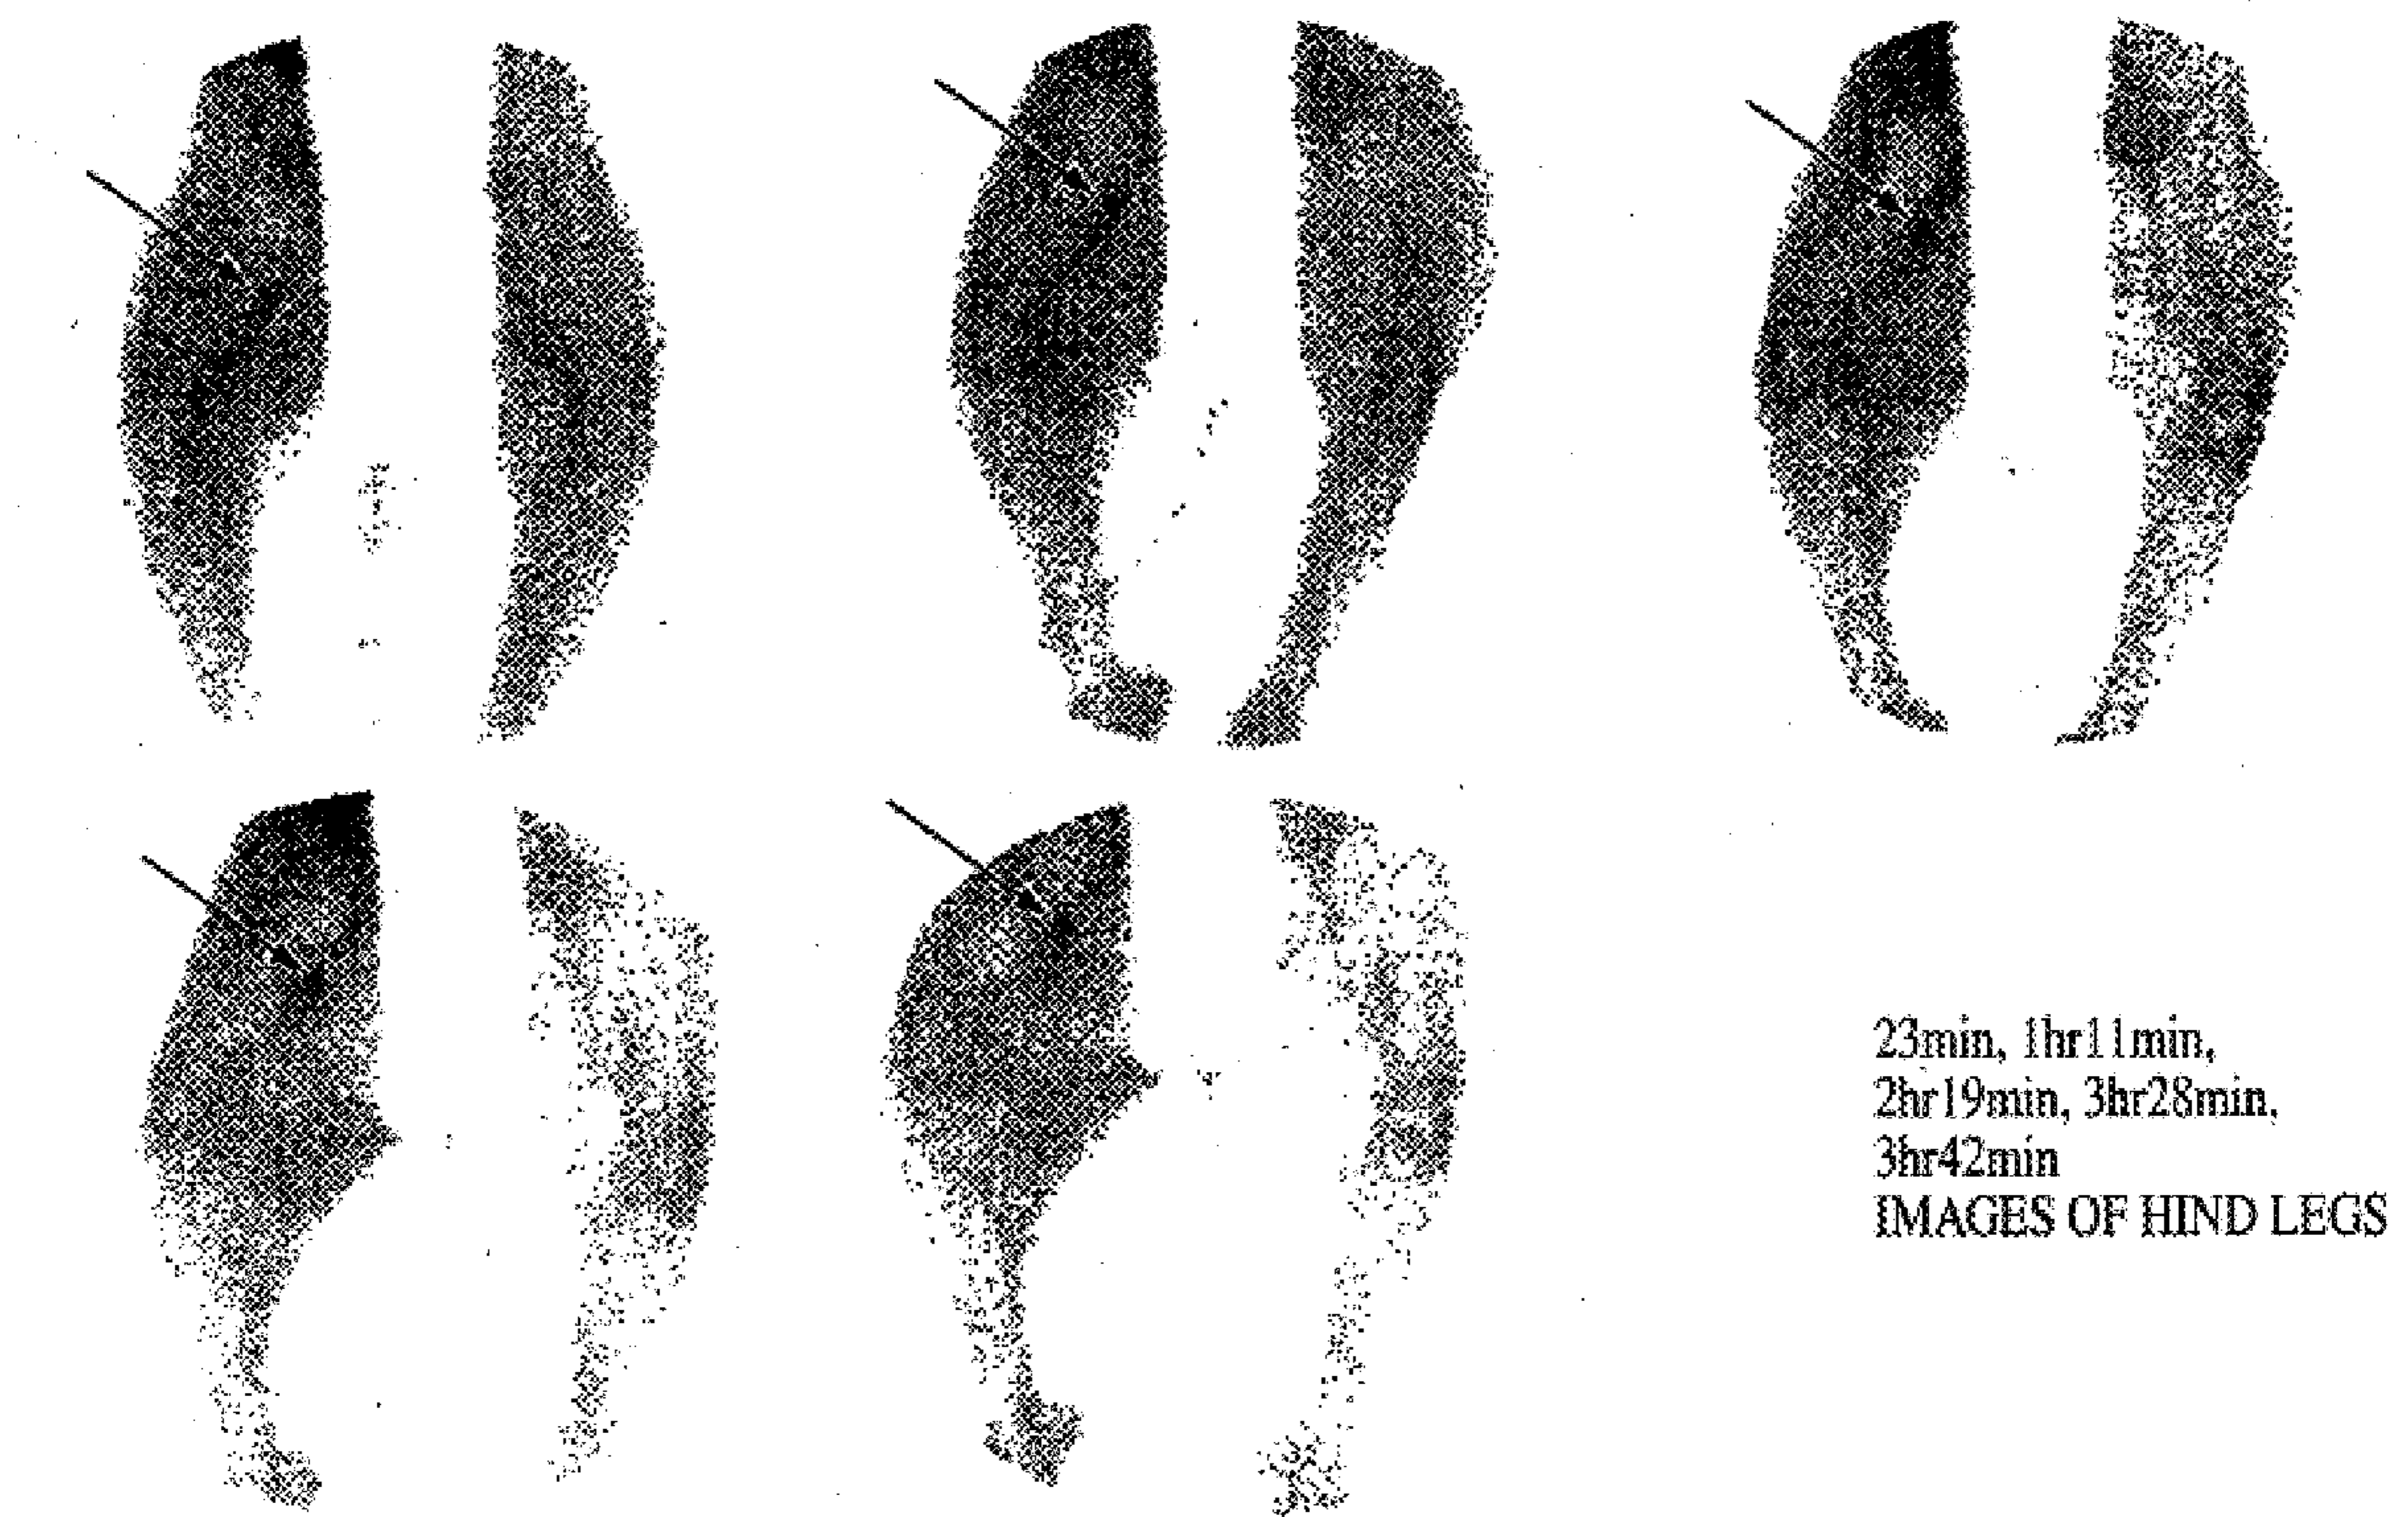 23min, 1hr11min,
2hr19min, 3hr28min,
3hr42min
IMAGES OF HIND LEGS